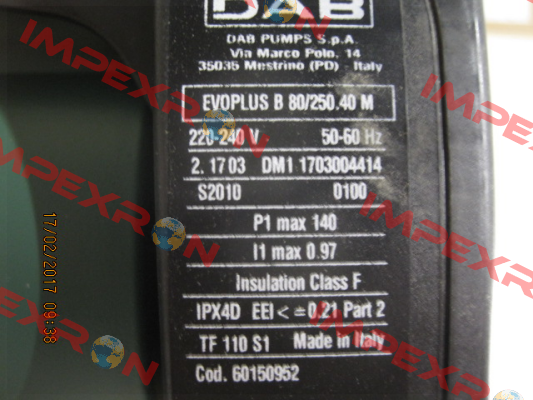 DAB
DAB PUMPS S.p.A.
Via Marco Polo, 14
35035 Mestrino (PD) - Italy
EVOPLUS B 80/250.40 M
220-240 V 50-60 Hz
2. 1703 DM1 1703004414
S2010 0100
P1 max 140
I1 max 0.97
Insulation Class F
IPX4D EEI <= 0.21 Part 2
TF 110 S1 Made in Italy
Cod. 60150952
17/02/2017 09:38
IMPEXRON
IMPEXRON
IMPEXRON
IMPEXRON
IMPEXRON